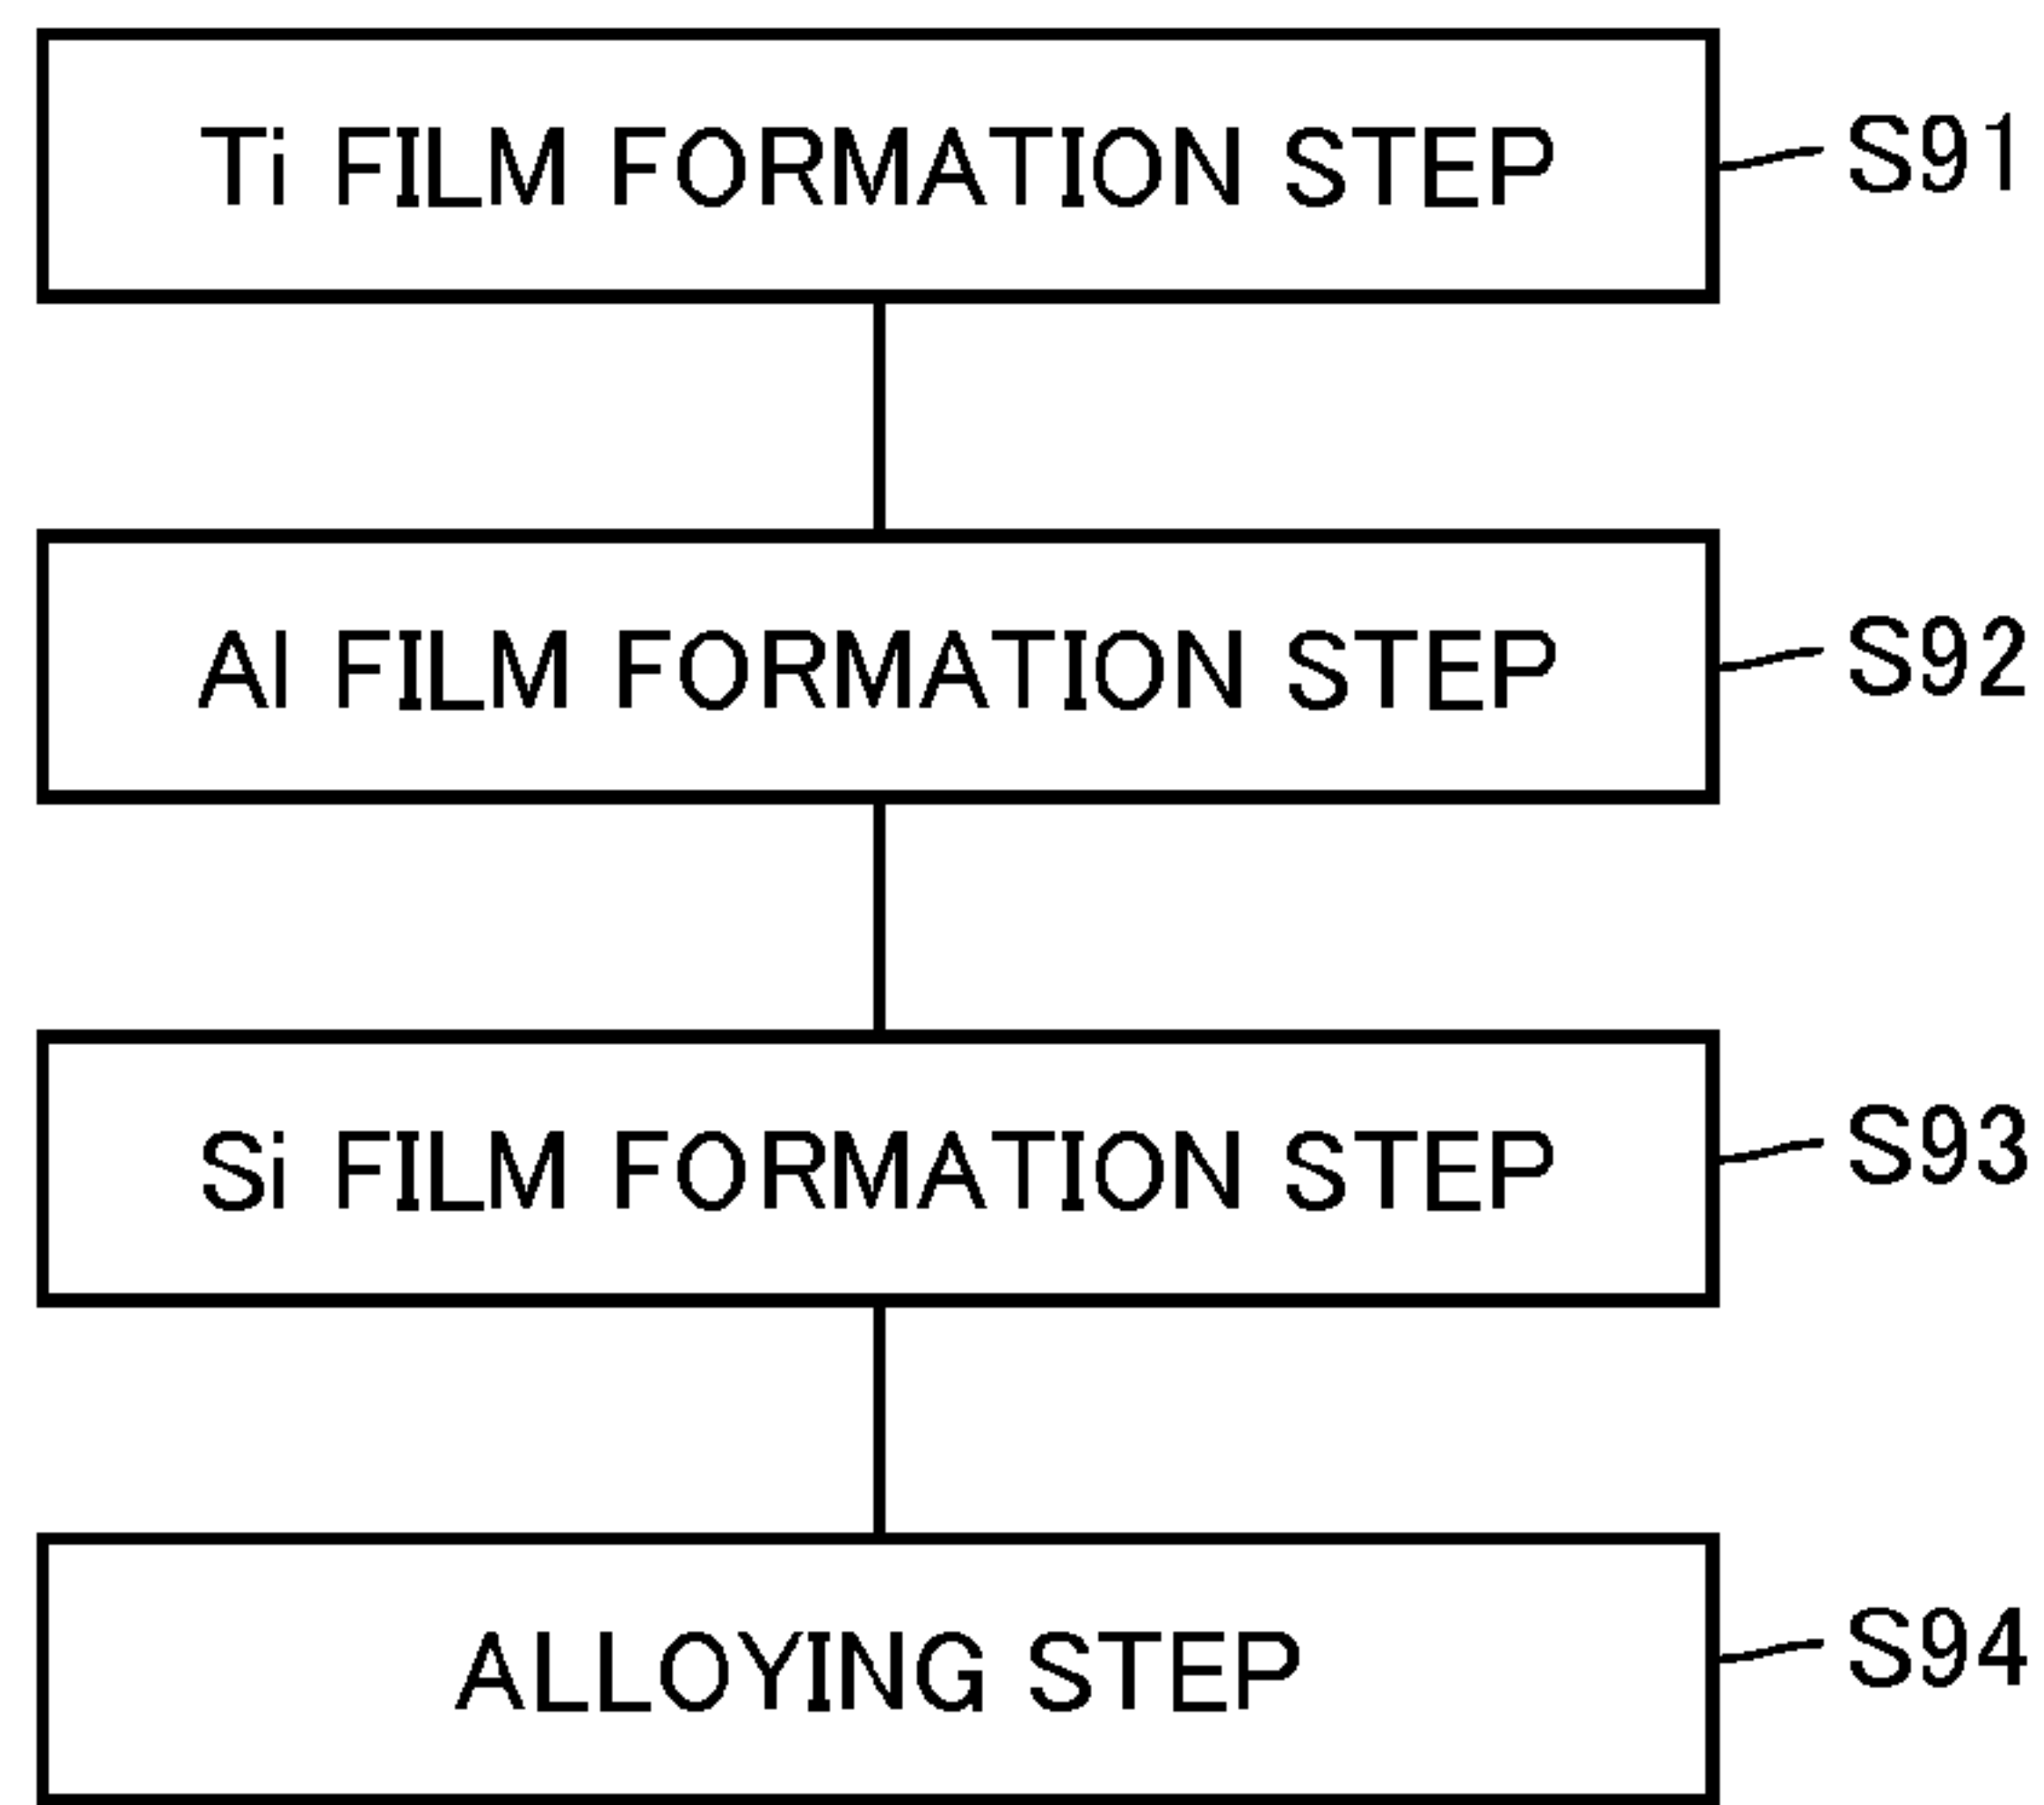 Ti FILM FORMATION STEP S91
Al FILM FORMATION STEP S92
Si FILM FORMATION STEP S93
ALLOYING STEP S94